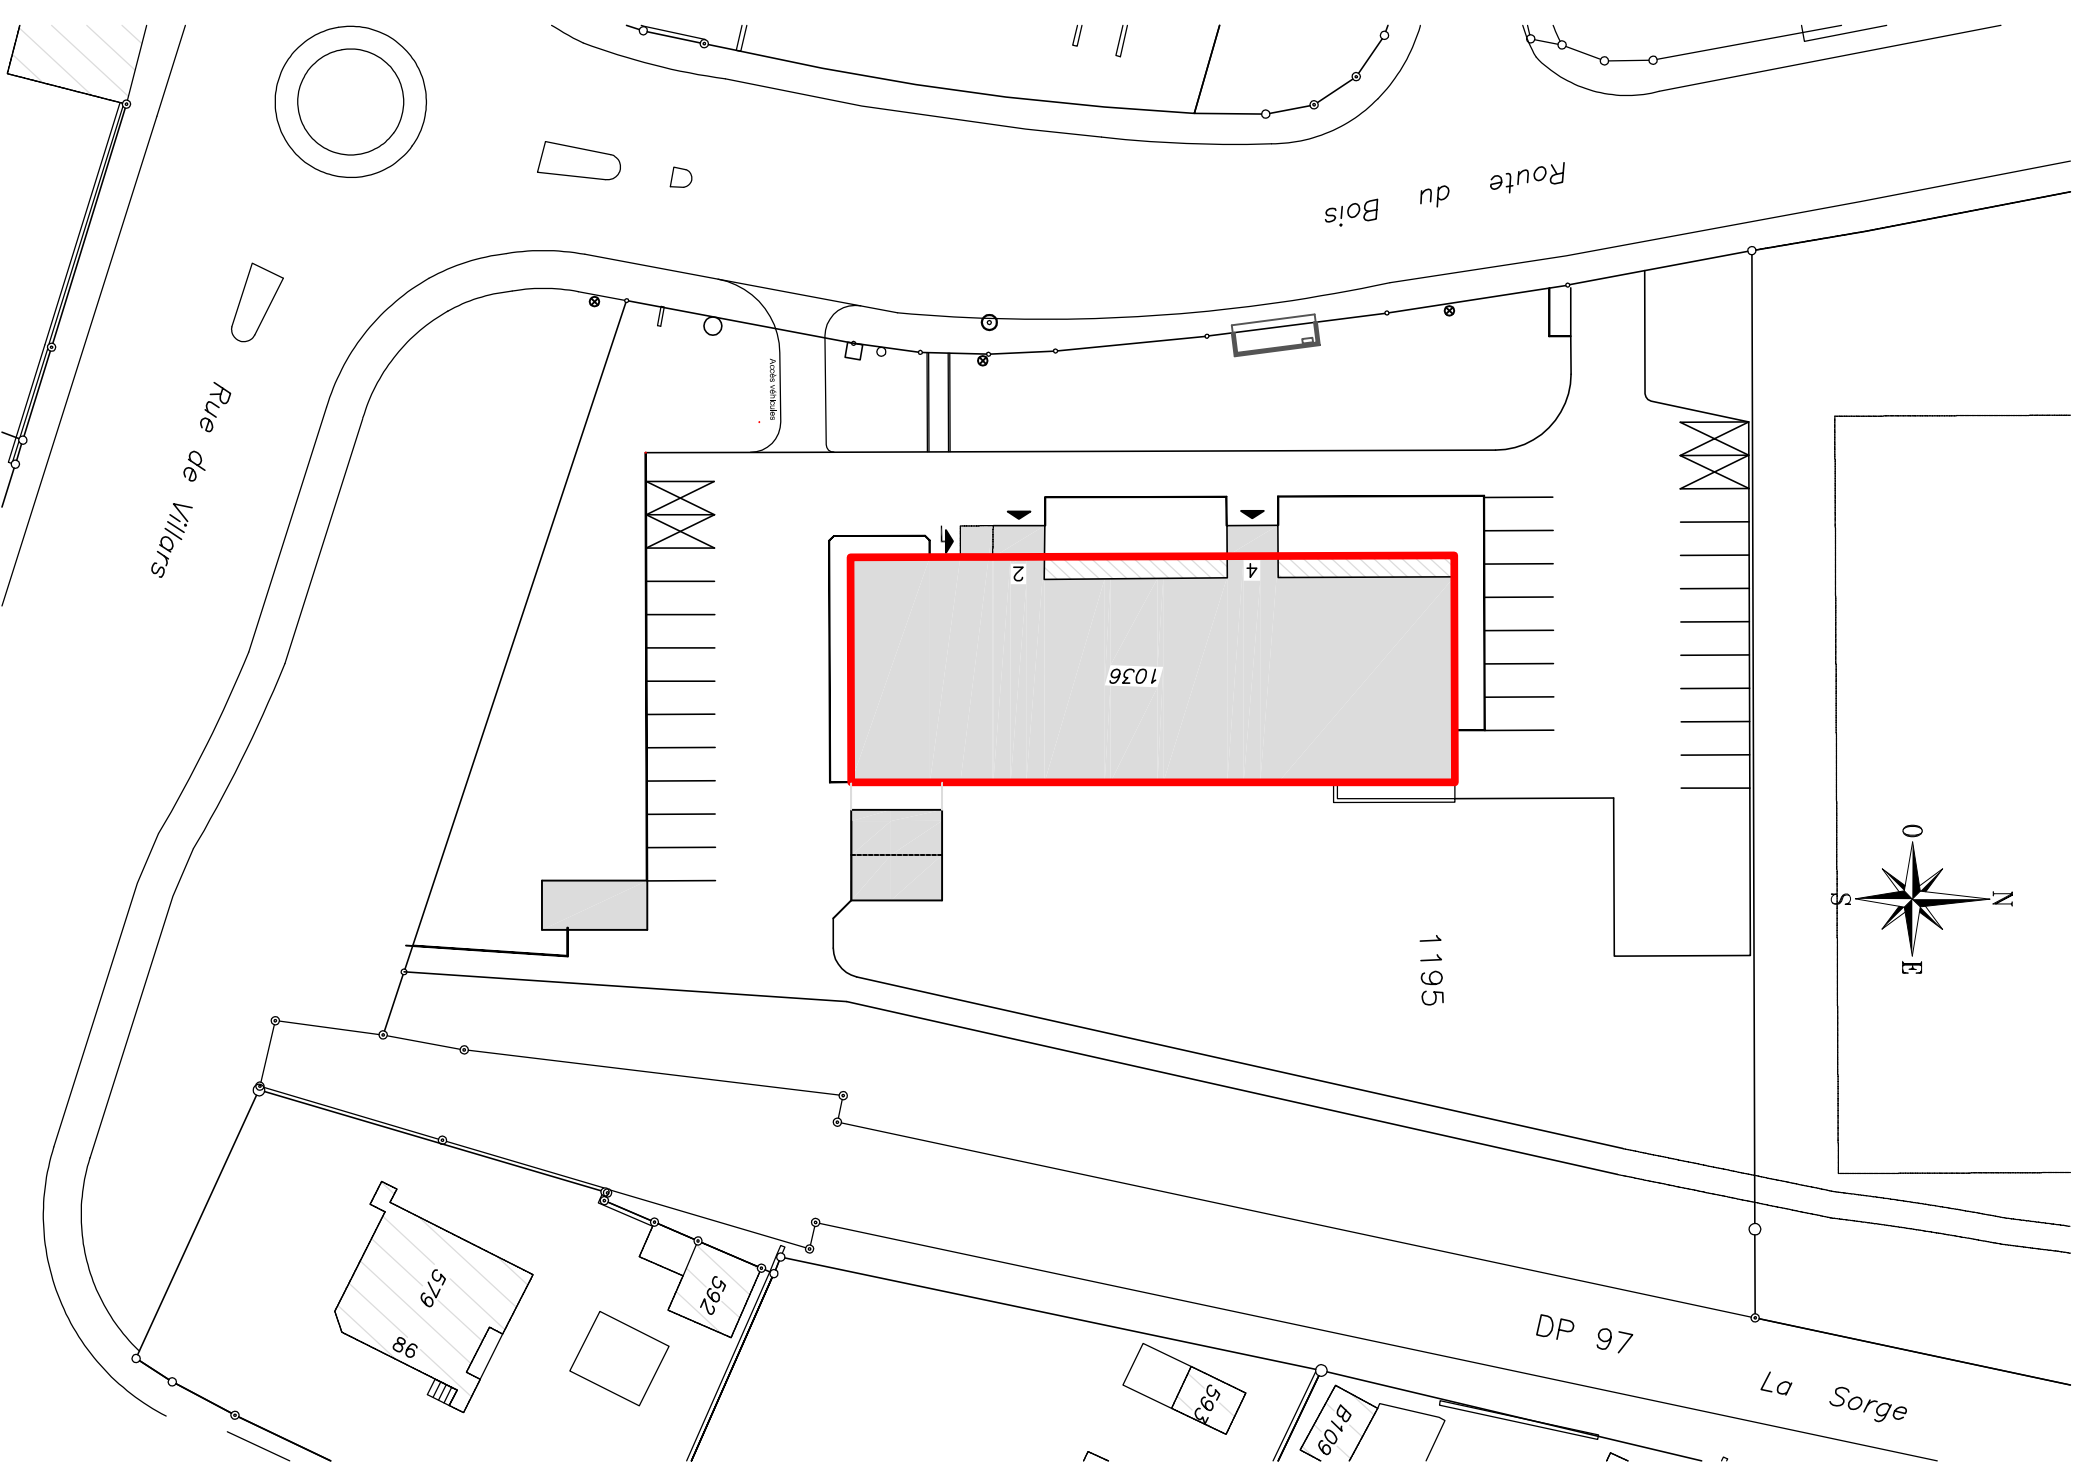 Route du Bois
Accès véhicules
Rue de Villars
2
4
1036
O
S
N
E
1195
579
98
592
DP 97
La Sorge
593
B109